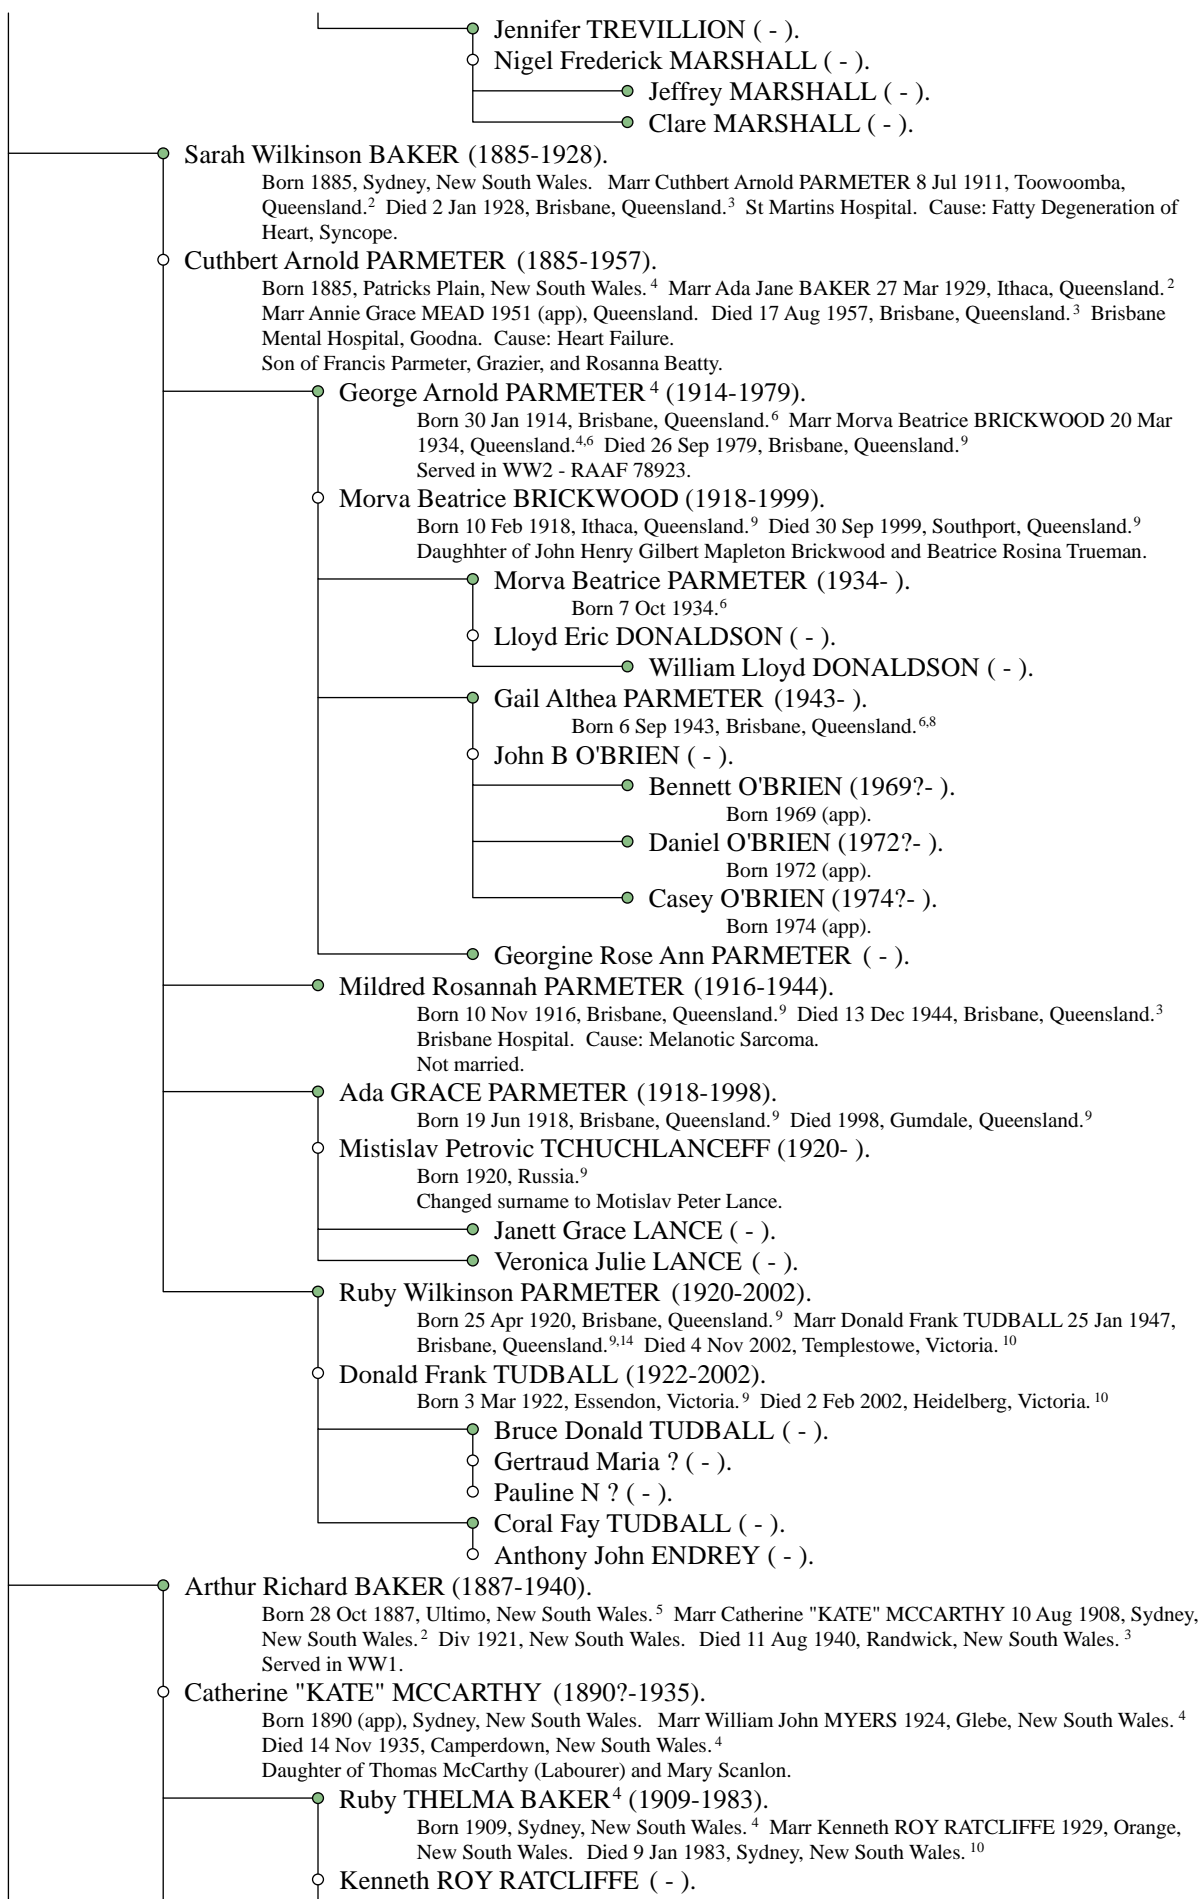 Jennifer TREVILLION ( - ).
Nigel Frederick MARSHALL ( - ).
Jeffrey MARSHALL ( - ).
Clare MARSHALL ( - ).
Sarah Wilkinson BAKER (1885-1928).
Born 1885, Sydney, New South Wales. Marr Cuthbert Arnold PARMETER 8 Jul 1911, Toowoomba,
Queensland.² Died 2 Jan 1928, Brisbane, Queensland.³ St Martins Hospital. Cause: Fatty Degeneration of
Heart, Syncope.
Cuthbert Arnold PARMETER (1885-1957).
Born 1885, Patricks Plain, New South Wales.⁴ Marr Ada Jane BAKER 27 Mar 1929, Ithaca, Queensland.²
Marr Annie Grace MEAD 1951 (app), Queensland. Died 17 Aug 1957, Brisbane, Queensland.³ Brisbane
Mental Hospital, Goodna. Cause: Heart Failure.
Son of Francis Parmeter, Grazier, and Rosanna Beatty.
George Arnold PARMETER⁴ (1914-1979).
Born 30 Jan 1914, Brisbane, Queensland.⁶ Marr Morva Beatrice BRICKWOOD 20 Mar
1934, Queensland.⁴,⁶ Died 26 Sep 1979, Brisbane, Queensland.⁹
Served in WW2 - RAAF 78923.
Morva Beatrice BRICKWOOD (1918-1999).
Born 10 Feb 1918, Ithaca, Queensland.⁹ Died 30 Sep 1999, Southport, Queensland.⁹
Daughhter of John Henry Gilbert Mapleton Brickwood and Beatrice Rosina Trueman.
Morva Beatrice PARMETER (1934- ).
Born 7 Oct 1934.⁶
Lloyd Eric DONALDSON ( - ).
William Lloyd DONALDSON ( - ).
Gail Althea PARMETER (1943- ).
Born 6 Sep 1943, Brisbane, Queensland.⁶,⁸
John B O'BRIEN ( - ).
Bennett O'BRIEN (1969?- ).
Born 1969 (app).
Daniel O'BRIEN (1972?- ).
Born 1972 (app).
Casey O'BRIEN (1974?- ).
Born 1974 (app).
Georgine Rose Ann PARMETER ( - ).
Mildred Rosannah PARMETER (1916-1944).
Born 10 Nov 1916, Brisbane, Queensland.⁹ Died 13 Dec 1944, Brisbane, Queensland.³
Brisbane Hospital. Cause: Melanotic Sarcoma.
Not married.
Ada GRACE PARMETER (1918-1998).
Born 19 Jun 1918, Brisbane, Queensland.⁹ Died 1998, Gumdale, Queensland.⁹
Mistislav Petrovic TCHUCHLANCEFF (1920- ).
Born 1920, Russia.⁹
Changed surname to Motislav Peter Lance.
Janett Grace LANCE ( - ).
Veronica Julie LANCE ( - ).
Ruby Wilkinson PARMETER (1920-2002).
Born 25 Apr 1920, Brisbane, Queensland.⁹ Marr Donald Frank TUDBALL 25 Jan 1947,
Brisbane, Queensland.⁹,¹⁴ Died 4 Nov 2002, Templestowe, Victoria.¹⁰
Donald Frank TUDBALL (1922-2002).
Born 3 Mar 1922, Essendon, Victoria.⁹ Died 2 Feb 2002, Heidelberg, Victoria.¹⁰
Bruce Donald TUDBALL ( - ).
Gertraud Maria ? ( - ).
Pauline N ? ( - ).
Coral Fay TUDBALL ( - ).
Anthony John ENDREY ( - ).
Arthur Richard BAKER (1887-1940).
Born 28 Oct 1887, Ultimo, New South Wales.⁵ Marr Catherine "KATE" MCCARTHY 10 Aug 1908, Sydney,
New South Wales.² Div 1921, New South Wales. Died 11 Aug 1940, Randwick, New South Wales.³
Served in WW1.
Catherine "KATE" MCCARTHY (1890?-1935).
Born 1890 (app), Sydney, New South Wales. Marr William John MYERS 1924, Glebe, New South Wales.⁴
Died 14 Nov 1935, Camperdown, New South Wales.⁴
Daughter of Thomas McCarthy (Labourer) and Mary Scanlon.
Ruby THELMA BAKER⁴ (1909-1983).
Born 1909, Sydney, New South Wales.⁴ Marr Kenneth ROY RATCLIFFE 1929, Orange,
New South Wales. Died 9 Jan 1983, Sydney, New South Wales.¹⁰
Kenneth ROY RATCLIFFE ( - ).